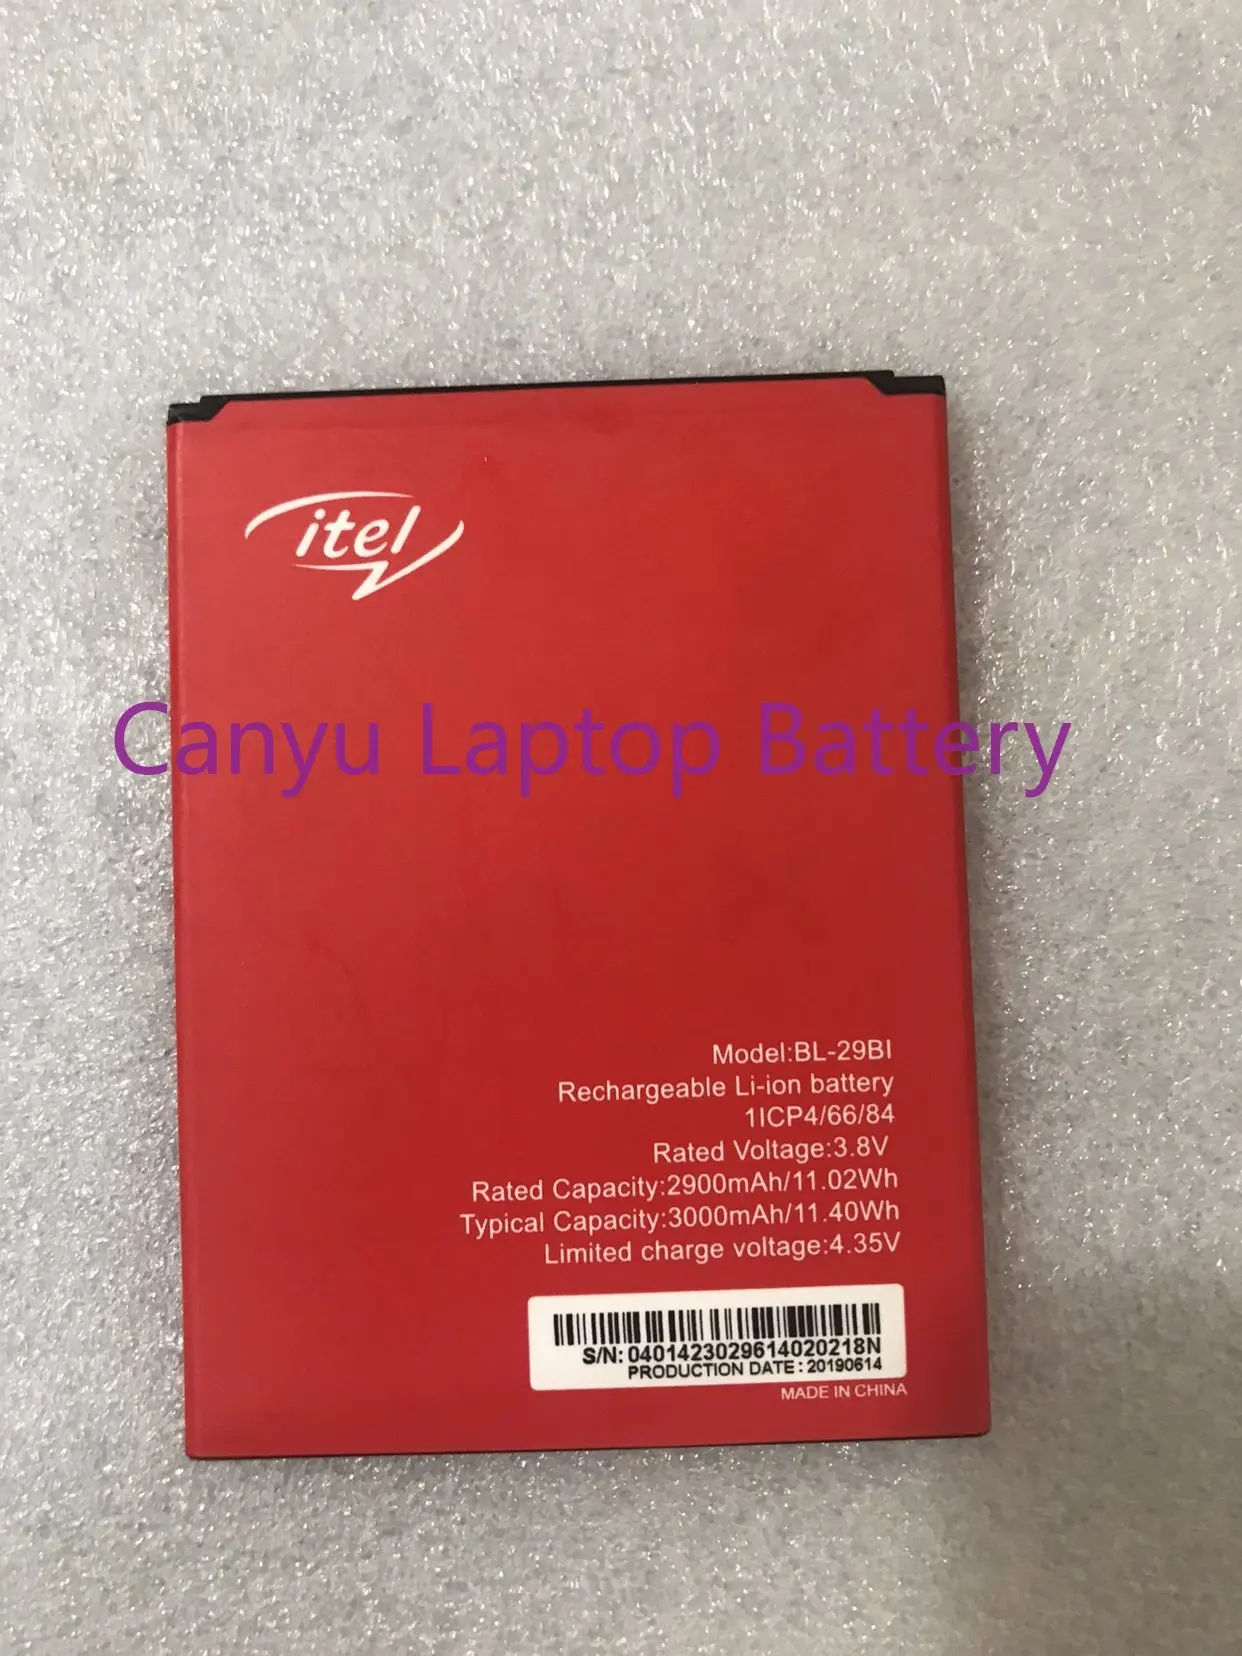 itel
Canyu Laptop Battery
Model:BL-29BI
Rechargeable Li-ion battery
1ICP4/66/84
Rated Voltage:3.8V
Rated Capacity:2900mAh/11.02Wh
Typical Capacity:3000mAh/11.40Wh
Limited charge voltage:4.35V
S/N: 0401423029614020218N
PRODUCTION DATE : 20190614
MADE IN CHINA